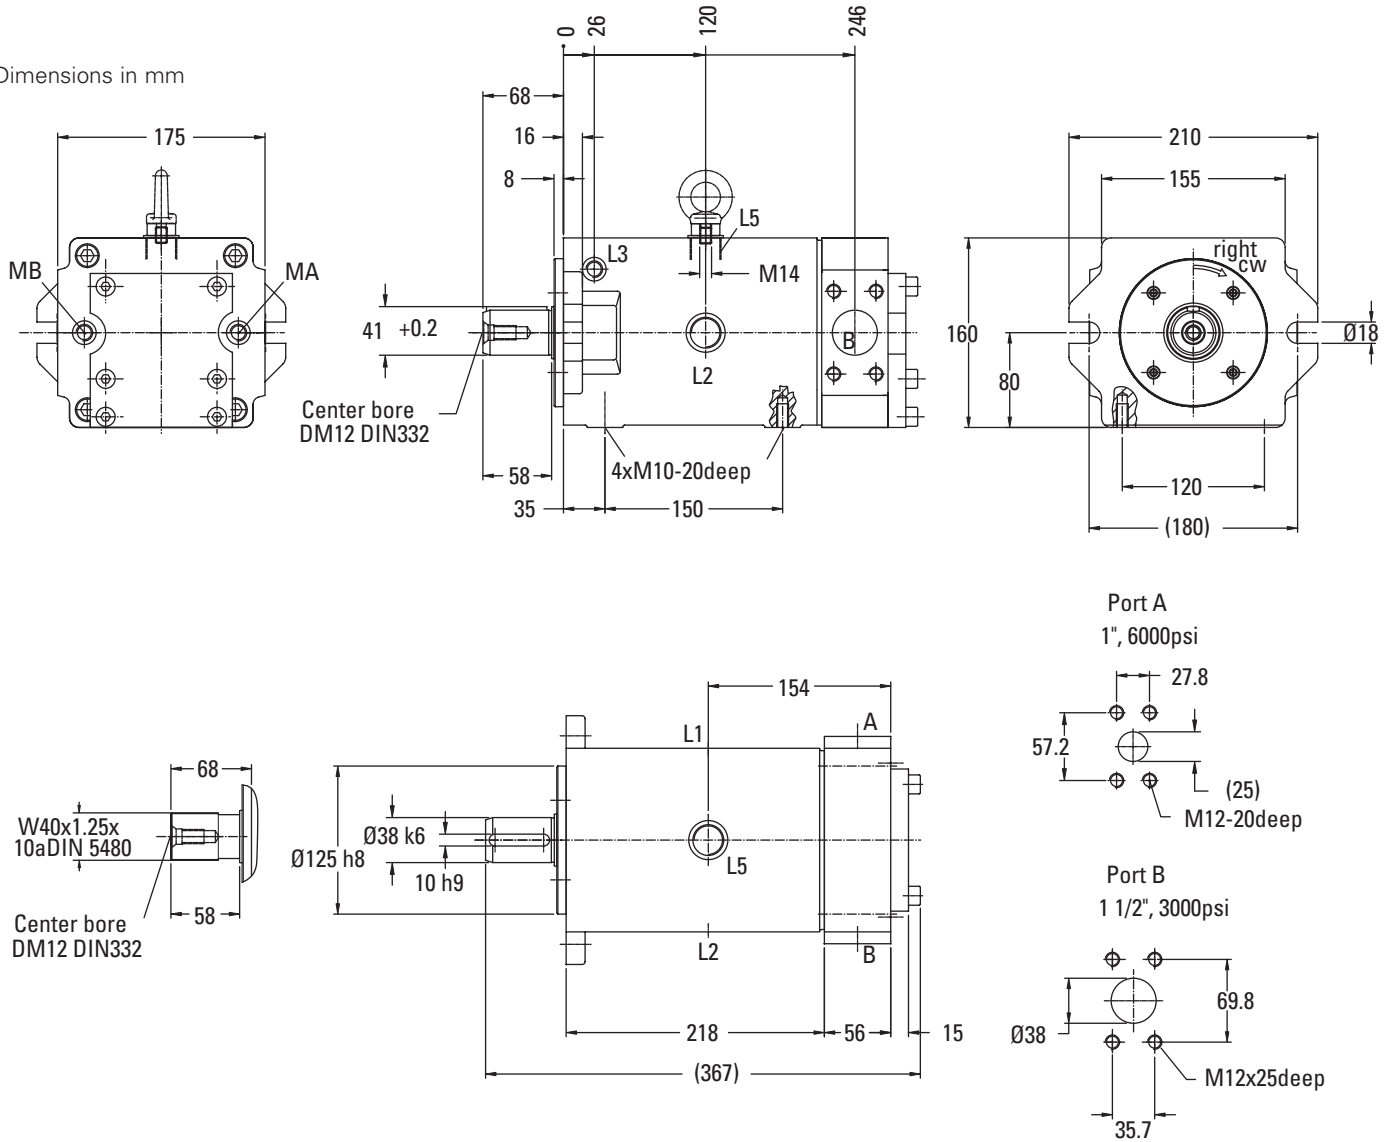 Dimensions in mm
0
26
120
246
68
16
8
175
MB
MA
L3
L5
M14
41 +0.2
L2
B
Center bore
DM12 DIN332
4xM10-20deep
58
35
150
210
155
right
cw
160
80
Ø18
120
(180)
Port A
1", 6000psi
27.8
57.2
(25)
M12-20deep
154
L1
A
68
W40x1.25x
10aDIN 5480
58
Center bore
DM12 DIN332
Ø38 k6
Ø125 h8
10 h9
L5
L2
B
218
56
15
(367)
Port B
1 1/2", 3000psi
69.8
Ø38
M12x25deep
35.7